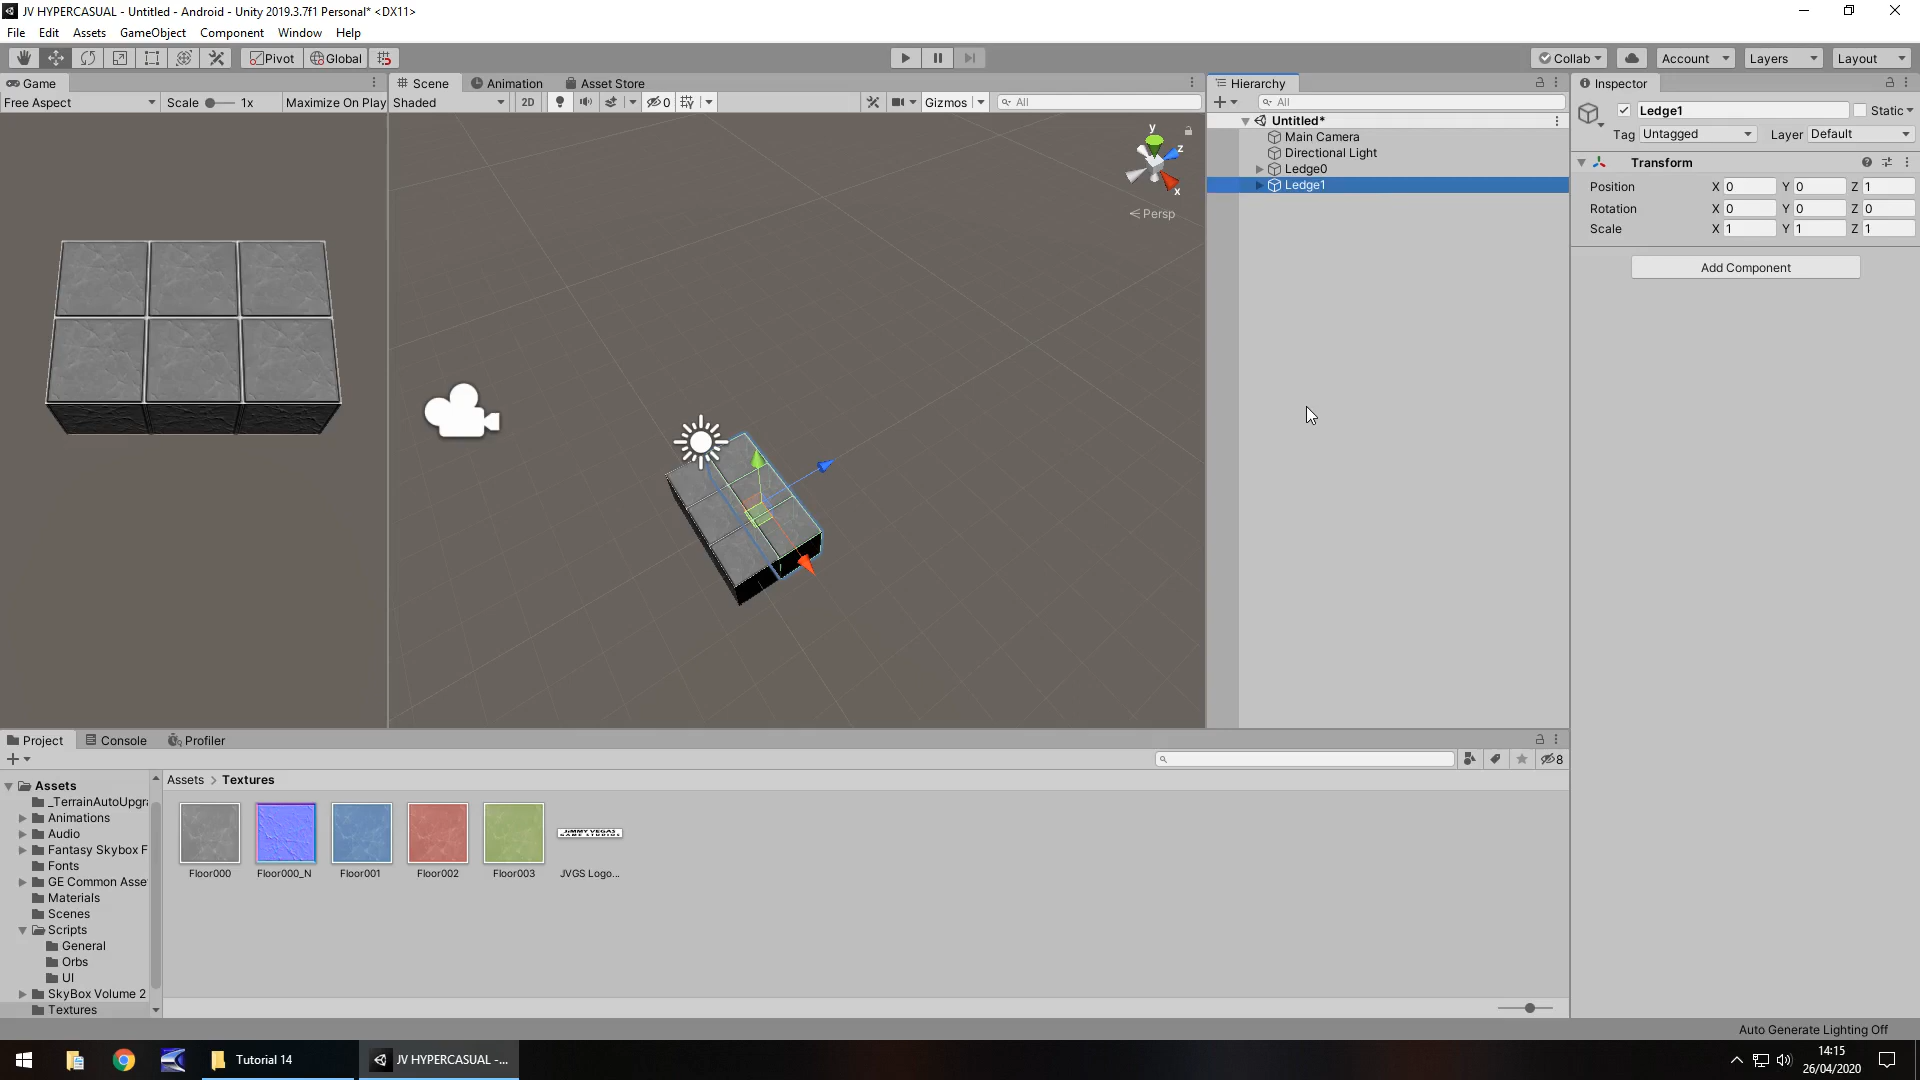 JV HYPERCASUAL - Untitled - Android - Unity 2019.3.7f1 Personal* <DX11>
File Edit Assets GameObject Component Window Help
Pivot Global Collab Account Layers Layout
Game Scene Animation Asset Store Hierarchy Inspector
Free Aspect Scale 1x Maximize On Play Shaded 2D 0 Gizmos All All
Ledge1 Static
Tag Untagged Layer Default
Untitled*
Main Camera
Directional Light
Ledge0
Ledge1
Transform
Position X 0 Y 0 Z 1
Rotation X 0 Y 0 Z 0
Scale X 1 Y 1 Z 1
Add Component
y
z
x
Persp
Project Console Profiler
8
Assets > Textures
Assets
_TerrainAutoUpgra
Animations
Audio
Fantasy Skybox F
Fonts
GE Common Asse
Materials
Scenes
Scripts
General
Orbs
UI
SkyBox Volume 2
Textures
JIMMY VEGAS
GAME STUDIOS
Floor000 Floor000_N Floor001 Floor002 Floor003 JVGS Logo...
Auto Generate Lighting Off
Tutorial 14 JV HYPERCASUAL -...
14:15
26/04/2020